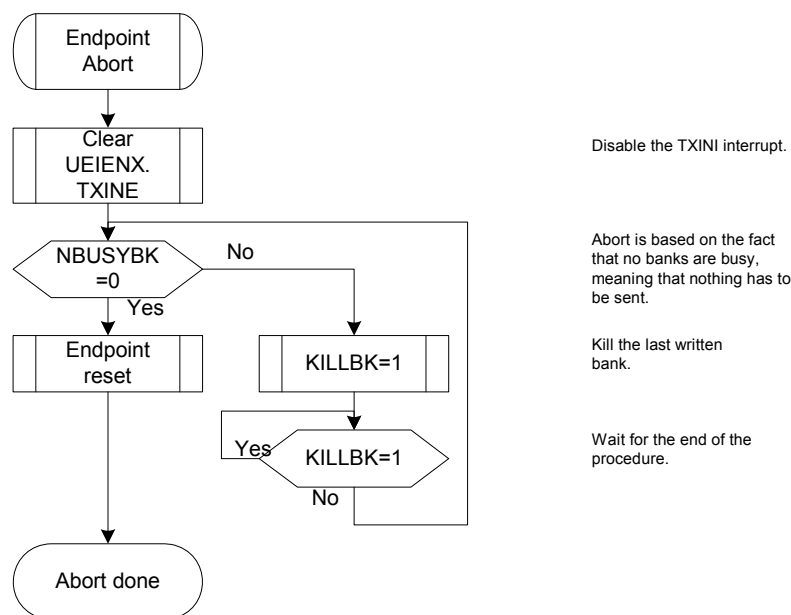 Endpoint
Abort
Clear
UEIENX.
TXINE
Disable the TXINI interrupt.
NBUSYBK
=0
No
Yes
Abort is based on the fact
that no banks are busy,
meaning that nothing has to
be sent.
Endpoint
reset
KILLBK=1
Kill the last written
bank.
Yes
KILLBK=1
No
Wait for the end of the
procedure.
Abort done